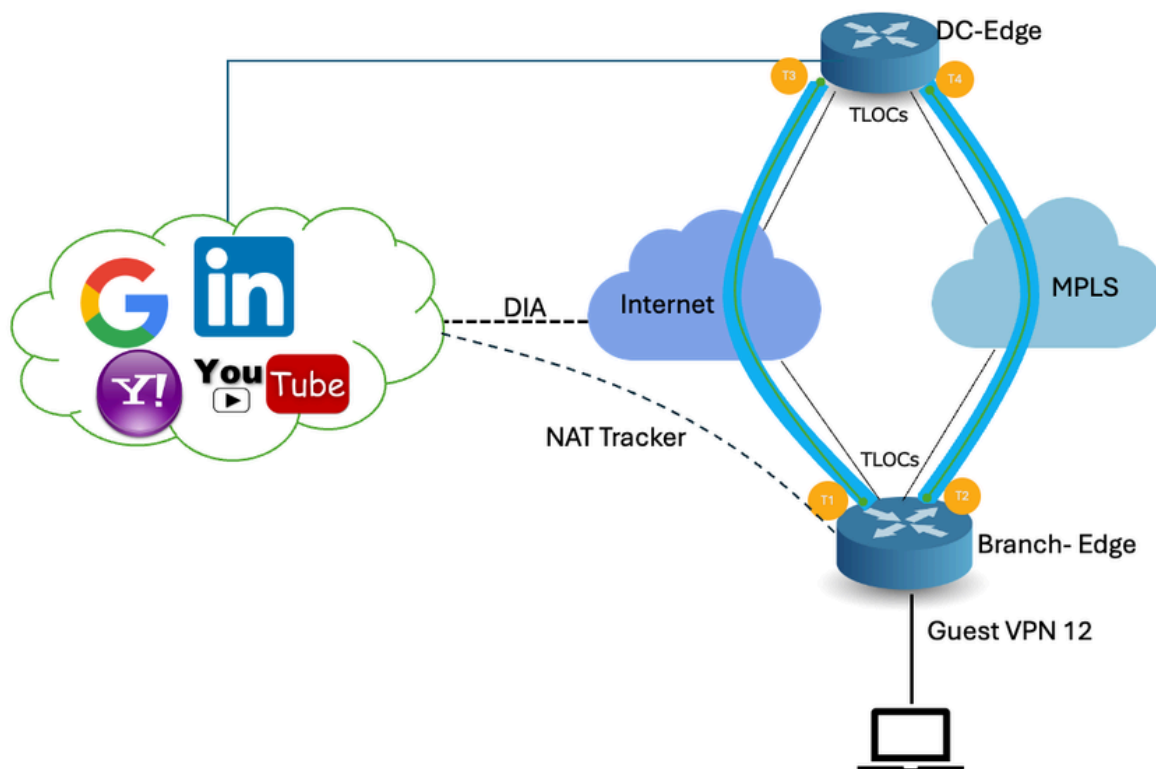 DC-Edge
T3
T4
TLOCs
in
G
Y!
You
Tube
DIA
Internet
MPLS
NAT Tracker
TLOCs
T1
T2
Branch- Edge
Guest VPN 12